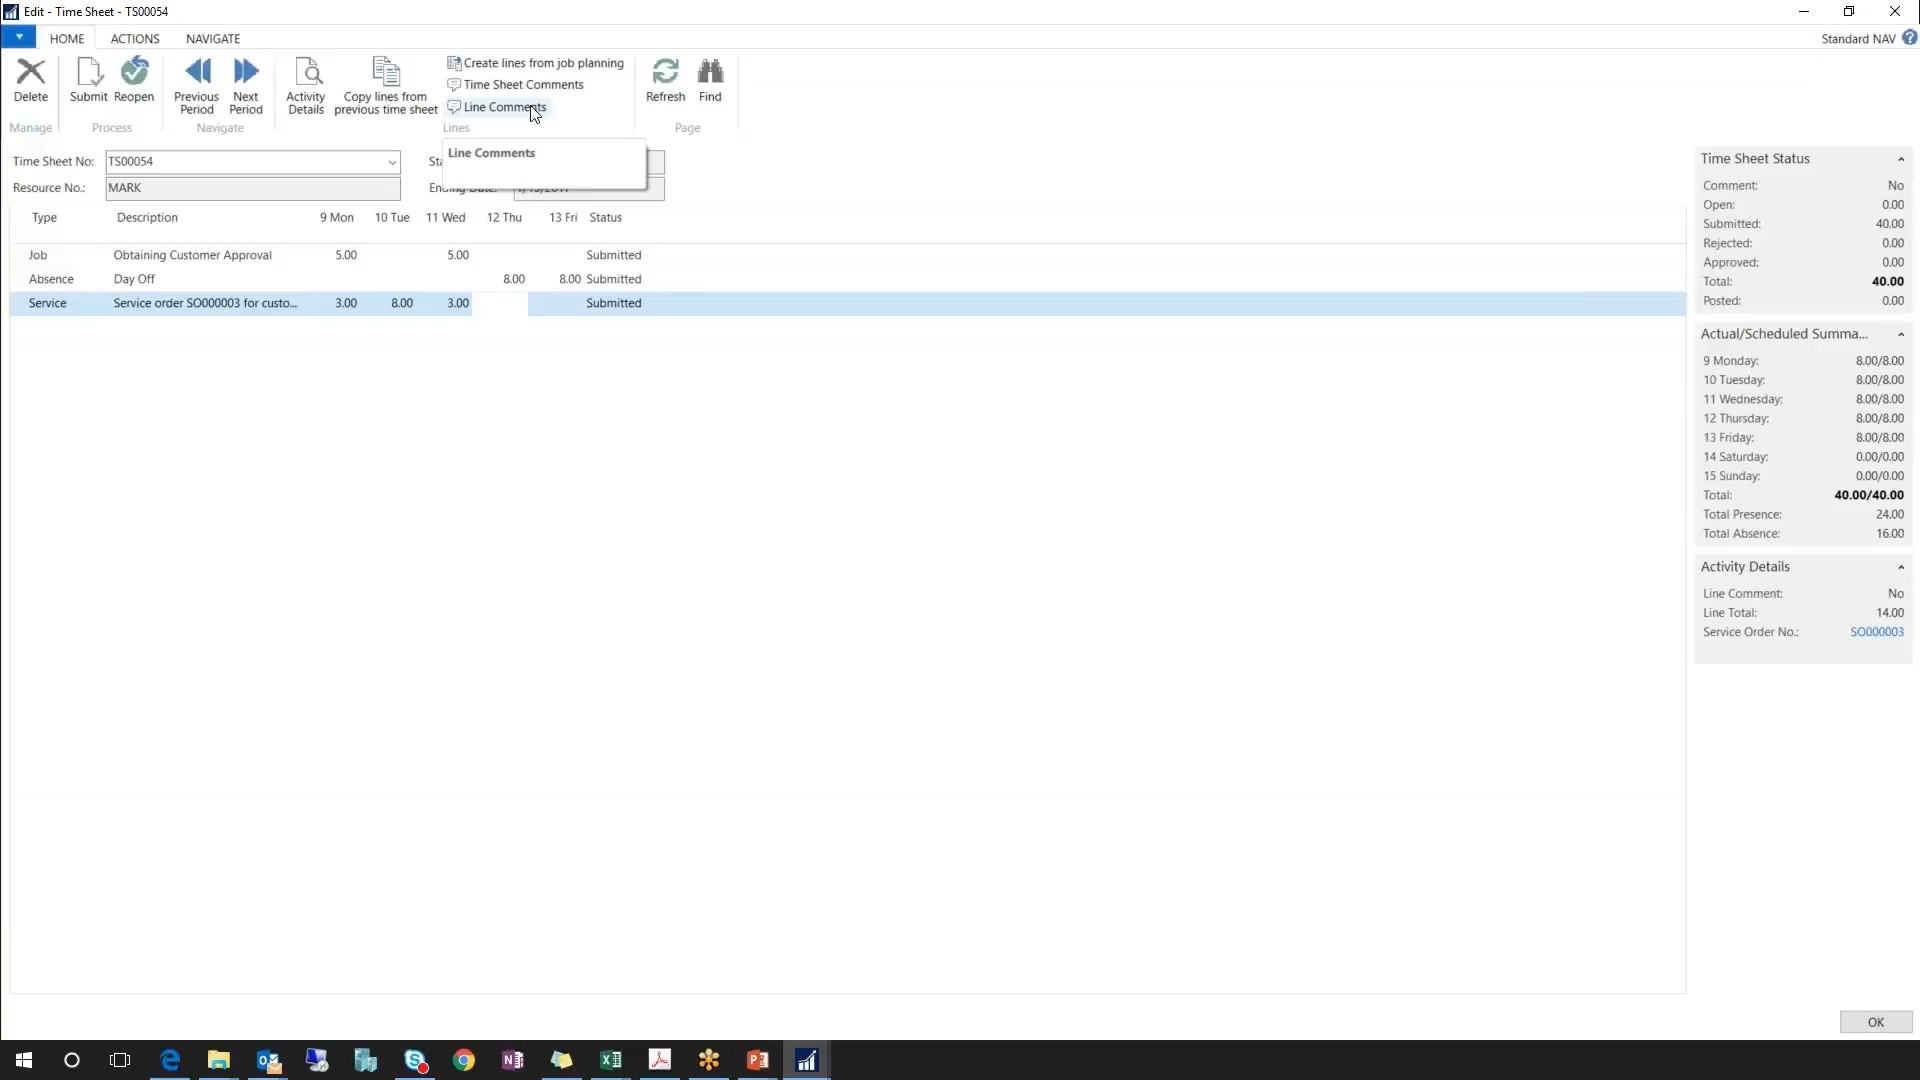 Edit - Time Sheet - TS00054
HOME ACTIONS NAVIGATE
Standard NAV
Delete
Manage
Submit Reopen
Process
Previous Period
Next Period
Navigate
Activity Details
Copy lines from previous time sheet
Create lines from job planning
Time Sheet Comments
Line Comments
Lines
Refresh Find
Page
Line Comments
Time Sheet No: TS00054
Resource No.: MARK
Type Description 9 Mon 10 Tue 11 Wed 12 Thu 13 Fri Status
Job Obtaining Customer Approval 5.00 5.00 Submitted
Absence Day Off 8.00 8.00 Submitted
Service Service order SO000003 for custo... 3.00 8.00 3.00 Submitted
Time Sheet Status
Comment: No
Open: 0.00
Submitted: 40.00
Rejected: 0.00
Approved: 0.00
Total: 40.00
Posted: 0.00
Actual/Scheduled Summa...
9 Monday: 8.00/8.00
10 Tuesday: 8.00/8.00
11 Wednesday: 8.00/8.00
12 Thursday: 8.00/8.00
13 Friday: 8.00/8.00
14 Saturday: 0.00/0.00
15 Sunday: 0.00/0.00
Total: 40.00/40.00
Total Presence: 24.00
Total Absence: 16.00
Activity Details
Line Comment: No
Line Total: 14.00
Service Order No.: SO000003
OK